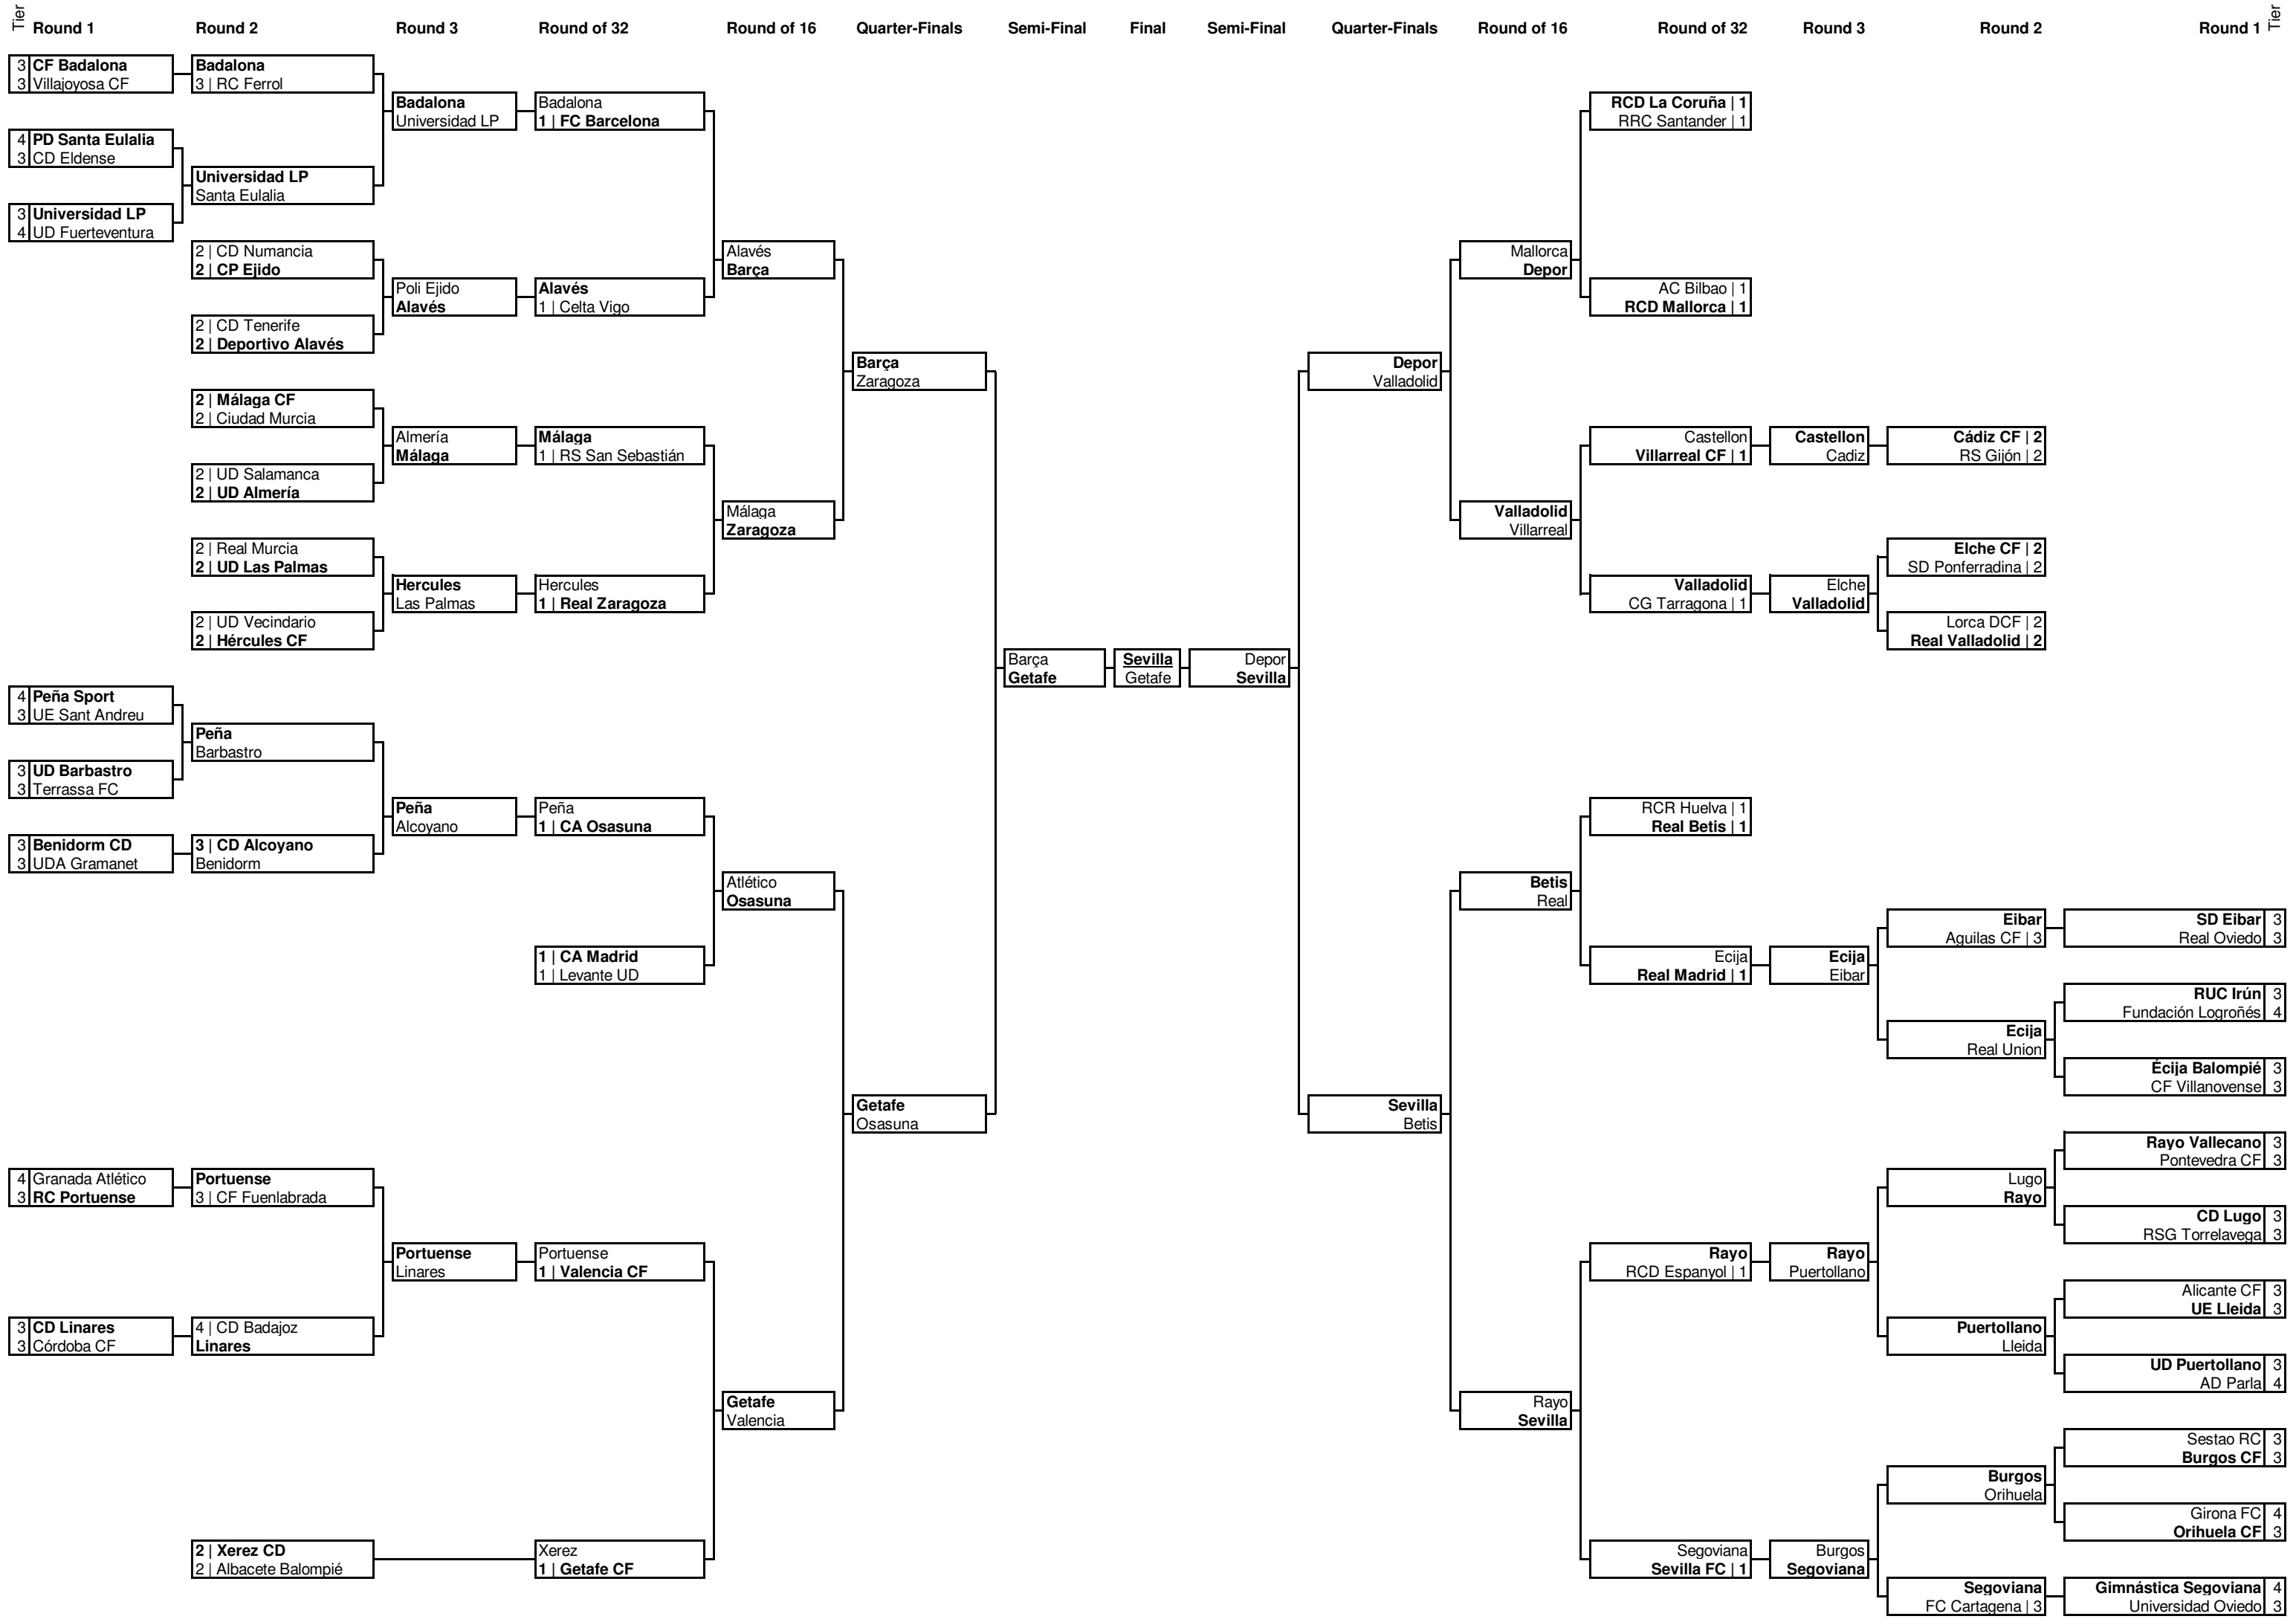 Tier
Round 1
Round 2
Round 3
Round of 32
Round of 16
Quarter-Finals
Semi-Final
Final
Semi-Final
Quarter-Finals
Round of 16
Round of 32
Round 3
Round 2
Round 1
Tier
3 CF Badalona
3 Villajoyosa CF
4 PD Santa Eulalia
3 CD Eldense
3 Universidad LP
4 UD Fuerteventura
4 Peña Sport
3 UE Sant Andreu
3 UD Barbastro
3 Terrassa FC
3 Benidorm CD
3 UDA Gramanet
4 Granada Atlético
3 RC Portuense
3 CD Linares
3 Córdoba CF
Badalona
3 | RC Ferrol
Universidad LP
Santa Eulalia
2 | CD Numancia
2 | CP Ejido
2 | CD Tenerife
2 | Deportivo Alavés
2 | Málaga CF
2 | Ciudad Murcia
2 | UD Salamanca
2 | UD Almería
2 | Real Murcia
2 | UD Las Palmas
2 | UD Vecindario
2 | Hércules CF
Peña
Barbastro
3 | CD Alcoyano
Benidorm
Portuense
3 | CF Fuenlabrada
4 | CD Badajoz
Linares
2 | Xerez CD
2 | Albacete Balompié
Badalona
Universidad LP
Poli Ejido
Alavés
Almería
Málaga
Hercules
Las Palmas
Peña
Alcoyano
Portuense
Linares
Badalona
1 | FC Barcelona
Alavés
1 | Celta Vigo
Málaga
1 | RS San Sebastián
Hercules
1 | Real Zaragoza
Peña
1 | CA Osasuna
1 | CA Madrid
1 | Levante UD
Portuense
1 | Valencia CF
Xerez
1 | Getafe CF
Alavés
Barça
Málaga
Zaragoza
Atlético
Osasuna
Getafe
Valencia
Barça
Zaragoza
Getafe
Osasuna
Barça
Getafe
Sevilla
Getafe
Depor
Sevilla
Depor
Valladolid
Sevilla
Betis
Mallorca
Depor
Valladolid
Villarreal
Betis
Real
Rayo
Sevilla
RCD La Coruña | 1
RRC Santander | 1
AC Bilbao | 1
RCD Mallorca | 1
Castellon
Villarreal CF | 1
Valladolid
CG Tarragona | 1
RCR Huelva | 1
Real Betis | 1
Ecija
Real Madrid | 1
Rayo
RCD Espanyol | 1
Segoviana
Sevilla FC | 1
Castellon
Cadiz
Elche
Valladolid
Ecija
Eibar
Rayo
Puertollano
Burgos
Segoviana
Cádiz CF | 2
RS Gijón | 2
Elche CF | 2
SD Ponferradina | 2
Lorca DCF | 2
Real Valladolid | 2
Eibar
Aguilas CF | 3
Ecija
Real Union
Lugo
Rayo
Puertollano
Lleida
Burgos
Orihuela
Segoviana
FC Cartagena | 3
SD Eibar 3
Real Oviedo 3
RUC Irún 3
Fundación Logroñés 4
Écija Balompié 3
CF Villanovense 3
Rayo Vallecano 3
Pontevedra CF 3
CD Lugo 3
RSG Torrelavega 3
Alicante CF 3
UE Lleida 3
UD Puertollano 3
AD Parla 4
Sestao RC 3
Burgos CF 3
Girona FC 4
Orihuela CF 3
Gimnástica Segoviana 4
Universidad Oviedo 3